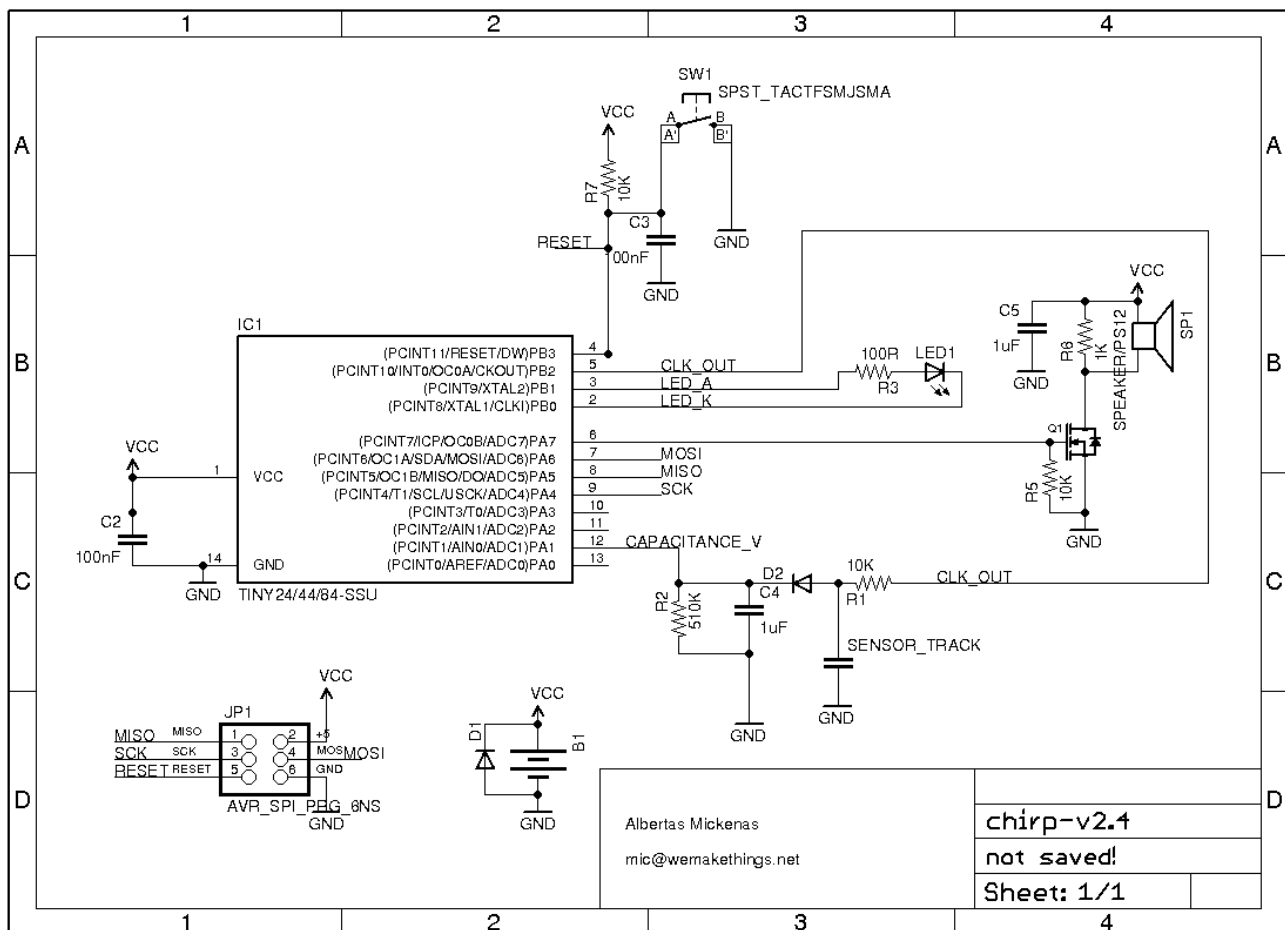 1 2 3 4
A
A
B
B
C
C
D
D
1 2 3 4
SW1
SPST_TACTFSMJSMA
A B
A' B'
VCC
R7
10K
C3
100nF
RESET
GND
GND
IC1
(PCINT11/RESET/DW)PB3 4
(PCINT10/INT0/OC0A/CKOUT)PB2 5 CLK_OUT
(PCINT9/XTAL2)PB1 3 LED_A
(PCINT8/XTAL1/CLKI)PB0 2 LED_K
(PCINT7/ICP/OC0B/ADC7)PA7 6
(PCINT6/OC1A/SDA/MOSI/ADC6)PA6 7 MOSI
(PCINT5/OC1B/MISO/DO/ADC5)PA5 8 MISO
(PCINT4/T1/SCL/USCK/ADC4)PA4 9 SCK
(PCINT3/T0/ADC3)PA3 10
(PCINT2/AIN1/ADC2)PA2 11
(PCINT1/AIN0/ADC1)PA1 12 CAPACITANCE_V
(PCINT0/AREF/ADC0)PA0 13
1 VCC
14 GND
TINY24/44/84-SSU
VCC
C2
100nF
GND
100R
R3
LED1
VCC
C5
1uF
GND
R6
1K
SPEAKER/PS12
SP1
Q1
R5
10K
GND
R2
510K
C4
1uF
D2
10K
R1
CLK_OUT
SENSOR_TRACK
GND
GND
JP1
VCC
MISO MISO 1 2 +5
SCK SCK 3 4 MOSI MOSI
RESET RESET 5 6 GND
AVR_SPI_PRG_6NS
GND
VCC
D1
B1
GND
Albertas Mickenas
mic@wemakethings.net
chirp-v2.4
not saved!
Sheet: 1/1